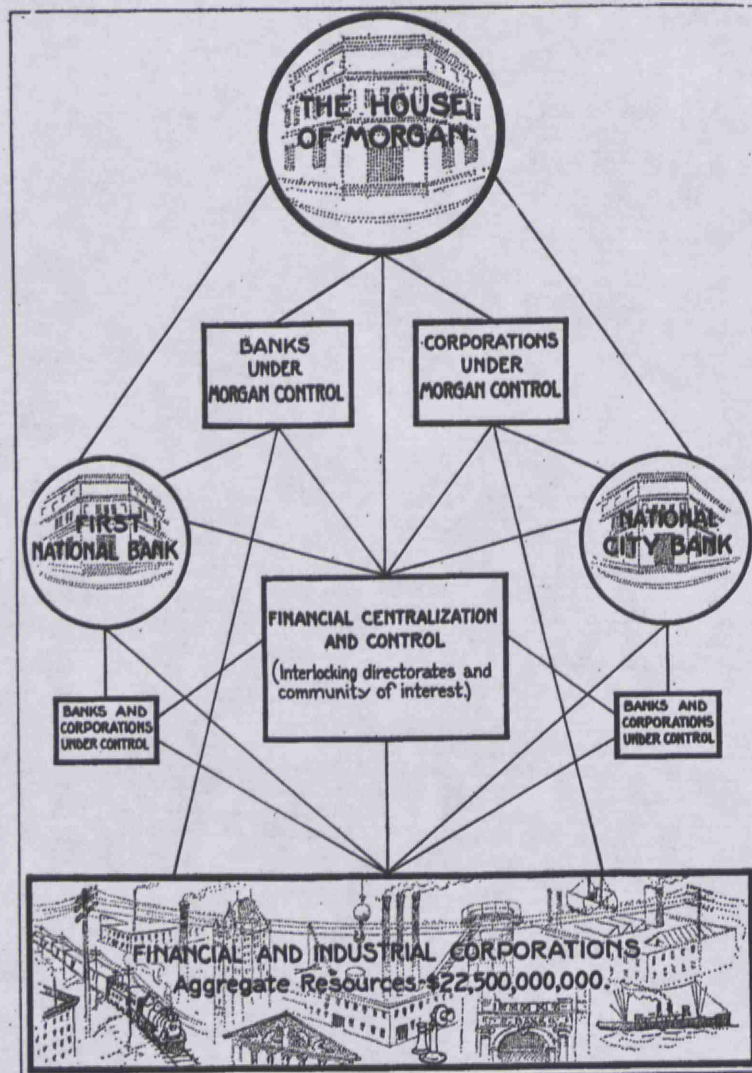 THE HOUSE
OF MORGAN
BANKS
UNDER
MORGAN CONTROL
CORPORATIONS
UNDER
MORGAN CONTROL
FIRST
NATIONAL BANK
NATIONAL
CITY BANK
FINANCIAL CENTRALIZATION
AND CONTROL
(Interlocking directorates and
community of interest.)
BANKS AND
CORPORATIONS
UNDER CONTROL
BANKS AND
CORPORATIONS
UNDER CONTROL
FINANCIAL AND INDUSTRIAL CORPORATIONS
Aggregate Resources-$22,500,000,000.